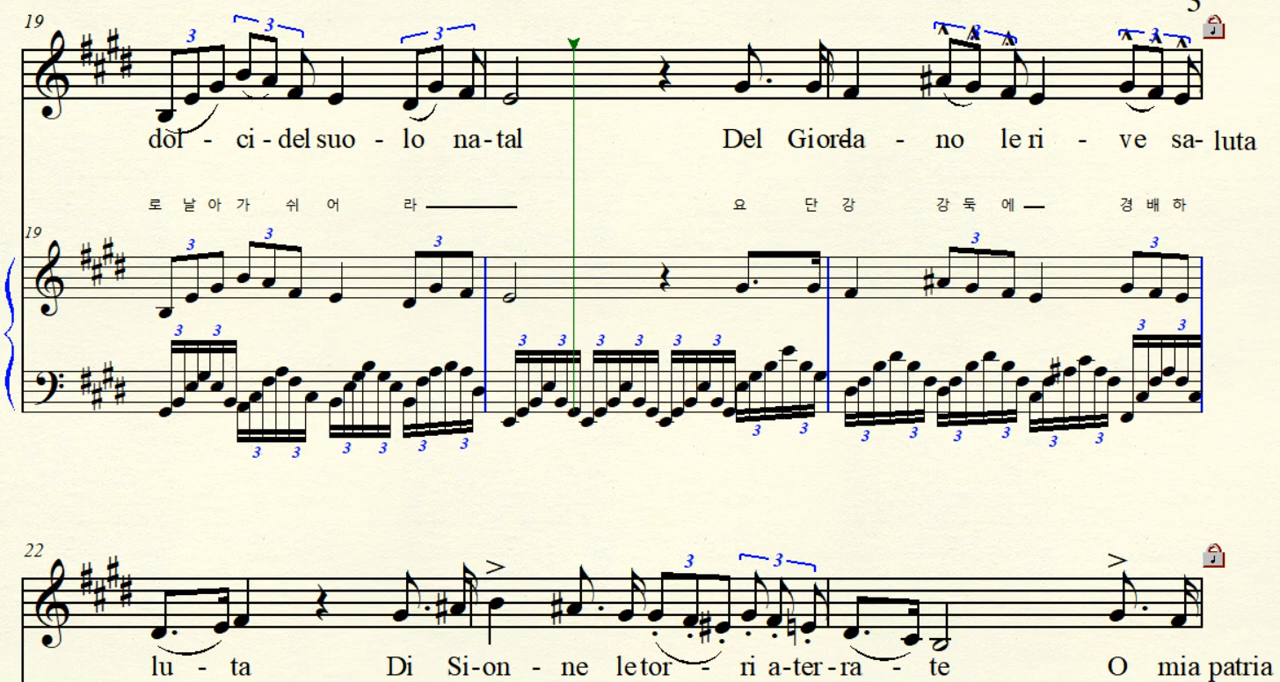 19
dol - ci - del suo - lo na - tal Del Giorda - no le ri - ve sa- luta
로 날 아 가 쉬 어 라 요 단 강 강 둑 에 경 배 하
19
22
lu - ta Di Si - on - ne le tor - ri a - ter - ra - te O mia patria